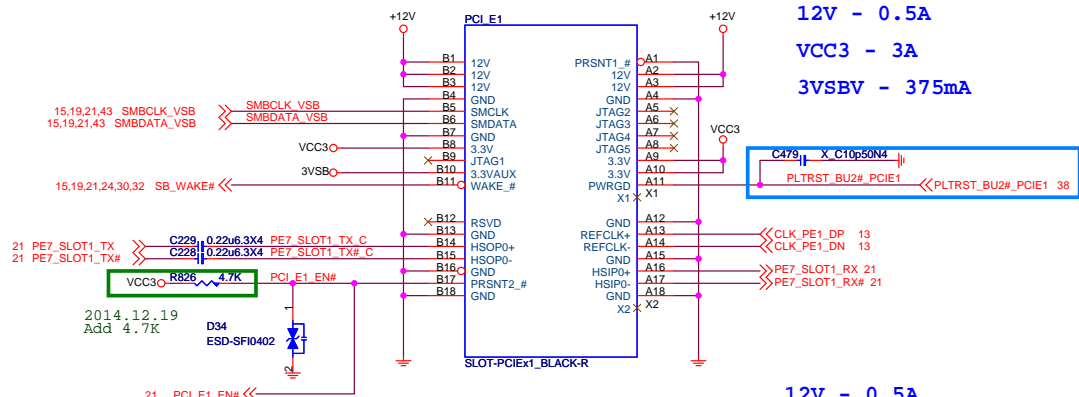 +12V
PCI_E1
+12V
12V - 0.5A
VCC3 - 3A
3VSBV - 375mA
B1 12V
B2 12V
B3 12V
B4 GND
15,19,21,43 SMBCLK_VSB SMBCLK_VSB B5 SMCLK
15,19,21,43 SMBDATA_VSB SMBDATA_VSB B6 SMDATA
B7 GND
VCC3 B8 3.3V
B9 JTAG1
3VSB B10 3.3VAUX
15,19,21,24,30,32 SB_WAKE# B11 WAKE_#
B12 RSVD
B13 GND
21 PE7_SLOT1_TX C229 0.22u6.3X4 PE7_SLOT1_TX_C B14 HSOP0+
21 PE7_SLOT1_TX# C228 0.22u6.3X4 PE7_SLOT1_TX#_C B15 HSOP0-
B16 GND
VCC3 R826 4.7K PCI_E1_EN# B17 PRSNT2_#
B18 GND
PRSNT1_# A1
12V A2
12V A3
GND A4
JTAG2 A5
JTAG3 A6
JTAG4 A7
JTAG5 A8
VCC3
3.3V A9
3.3V A10
PWRGD A11
X1 X1
C479 X_C10p50N4
PLTRST_BU2#_PCIE1
PLTRST_BU2#_PCIE1 38
GND A12
REFCLK+ A13 CLK_PE1_DP 13
REFCLK- A14 CLK_PE1_DN 13
GND A15
HSIP0+ A16 PE7_SLOT1_RX 21
HSIP0- A17 PE7_SLOT1_RX# 21
GND A18
X2 X2
2014.12.19
Add 4.7K
1
D34
ESD-SFI0402
2
SLOT-PCIEx1_BLACK-R
21 PCI_E1_EN#
12V - 0.5A